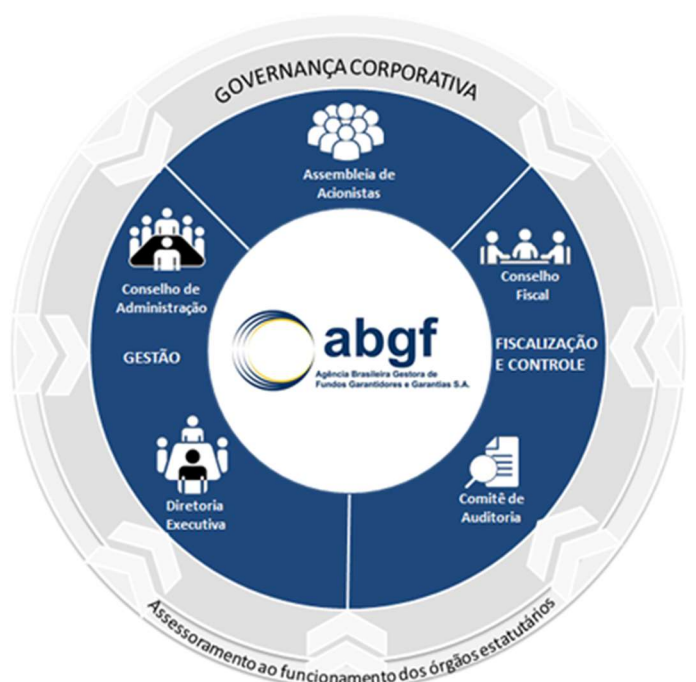 GOVERNANÇA CORPORATIVA
Assembleia de
Acionistas
Conselho de
Administração
GESTÃO
Diretoria
Executiva
Conselho
Fiscal
FISCALIZAÇÃO
E CONTROLE
Comitê de
Auditoria
abgf
Agência Brasileira Gestora de
Fundos Garantidores e Garantias S.A.
Assessoramento ao funcionamento dos órgãos estatutários